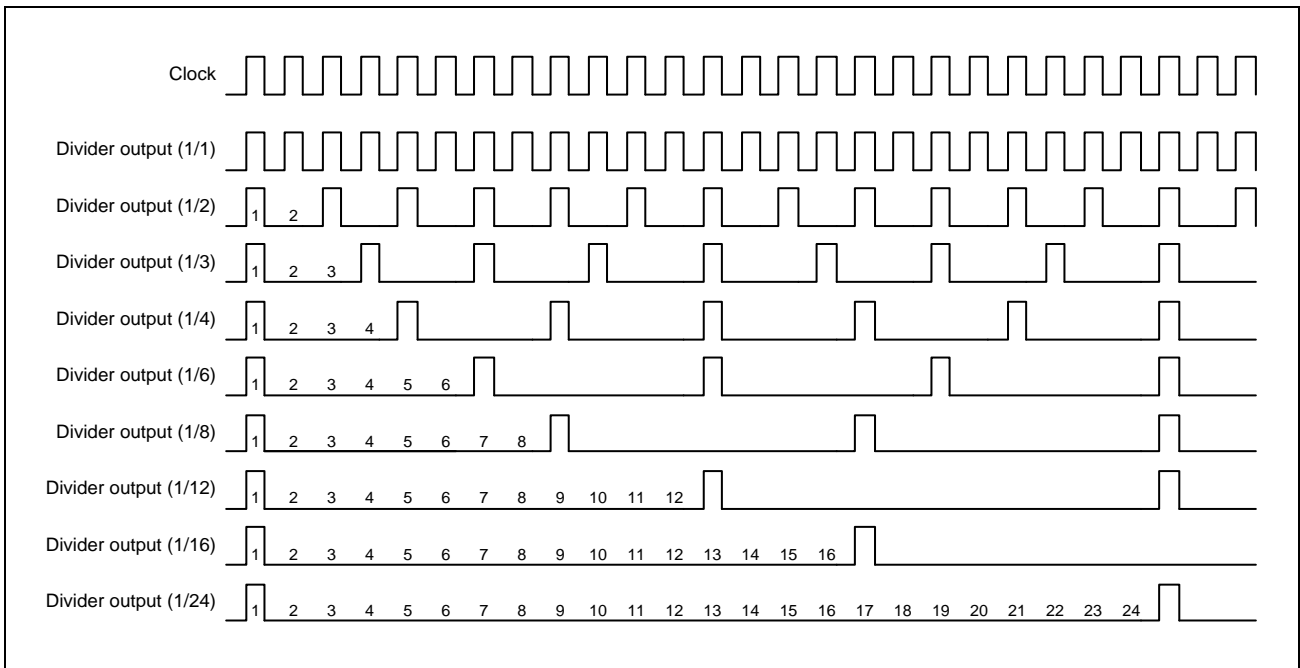 Clock
Divider output (1/1)
Divider output (1/2) 1 2
Divider output (1/3) 1 2 3
Divider output (1/4) 1 2 3 4
Divider output (1/6) 1 2 3 4 5 6
Divider output (1/8) 1 2 3 4 5 6 7 8
Divider output (1/12) 1 2 3 4 5 6 7 8 9 10 11 12
Divider output (1/16) 1 2 3 4 5 6 7 8 9 10 11 12 13 14 15 16
Divider output (1/24) 1 2 3 4 5 6 7 8 9 10 11 12 13 14 15 16 17 18 19 20 21 22 23 24